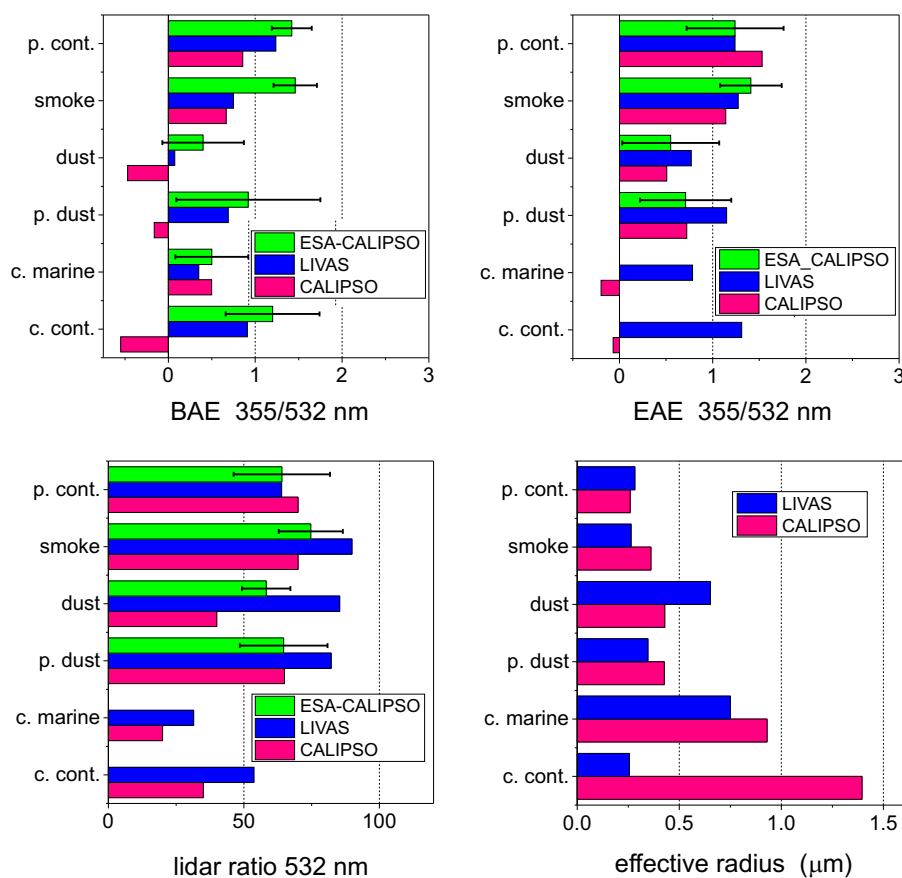 p. cont.
smoke
dust
p. dust
c. marine
c. cont.
ESA-CALIPSO
LIVAS
CALIPSO
0 1 2 3
BAE 355/532 nm
p. cont.
smoke
dust
p. dust
c. marine
c. cont.
ESA_CALIPSO
LIVAS
CALIPSO
0 1 2 3
EAE 355/532 nm
p. cont.
smoke
dust
p. dust
c. marine
c. cont.
ESA-CALIPSO
LIVAS
CALIPSO
0 50 100
lidar ratio 532 nm
p. cont.
smoke
dust
p. dust
c. marine
c. cont.
LIVAS
CALIPSO
0.0 0.5 1.0 1.5
effective radius (μm)